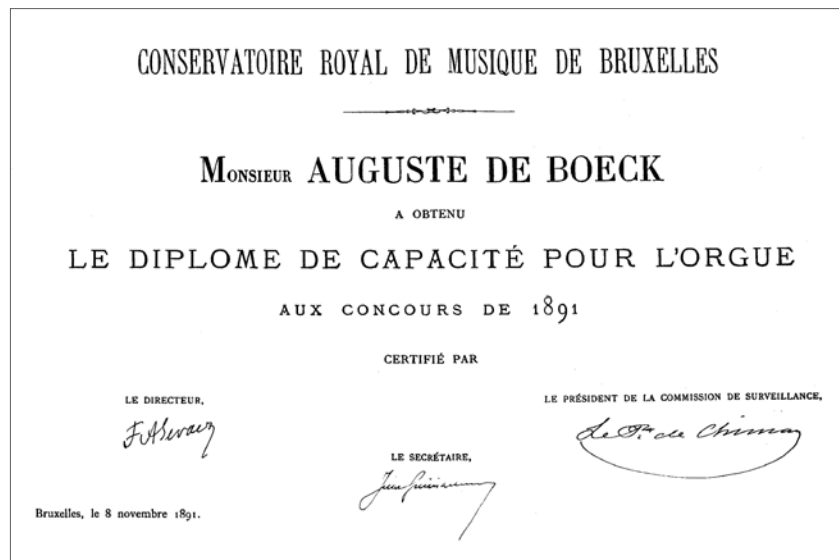 CONSERVATOIRE ROYAL DE MUSIQUE DE BRUXELLES
MONSIEUR AUGUSTE DE BOECK
A OBTENU
LE DIPLOME DE CAPACITÉ POUR L'ORGUE
AUX CONCOURS DE 1891
CERTIFIÉ PAR
LE DIRECTEUR,
LE PRÉSIDENT DE LA COMMISSION DE SURVEILLANCE,
Le Pce de Chimay
LE SECRÉTAIRE,
Bruxelles, le 8 novembre 1891.